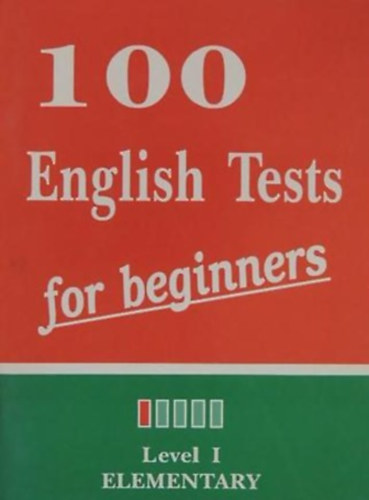 100
English Tests
for beginners
Level I
ELEMENTARY